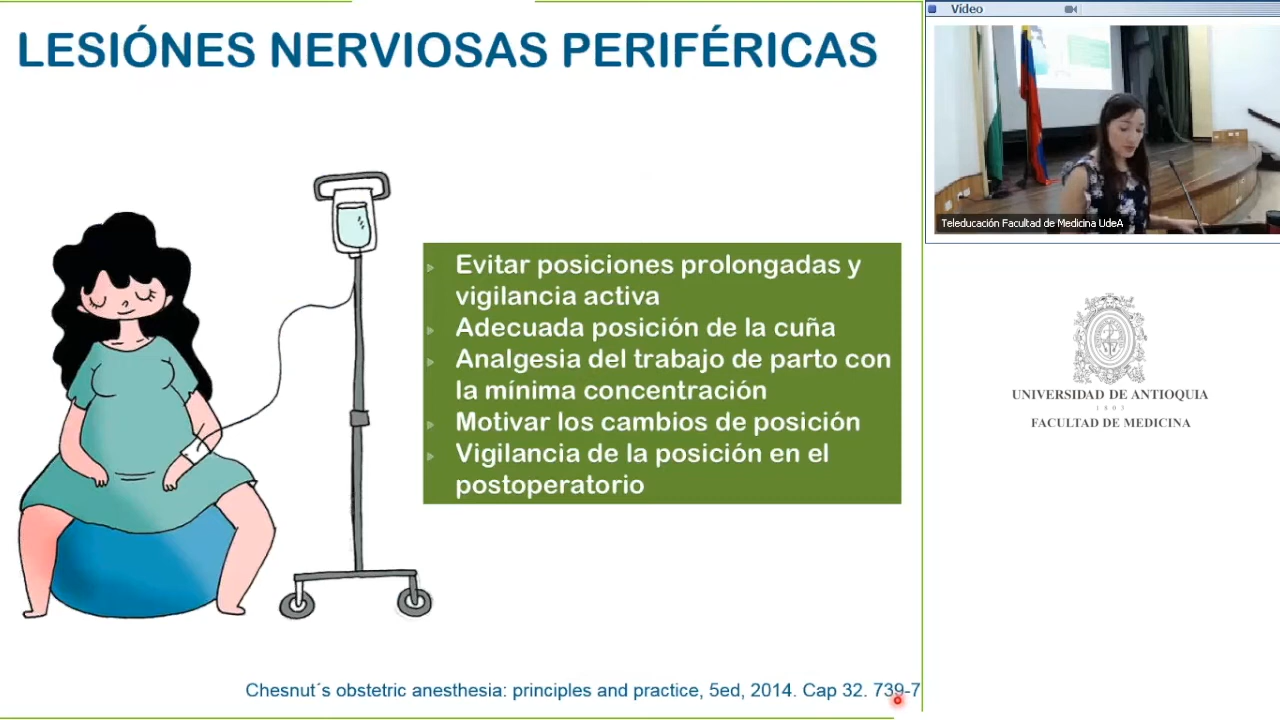 LESIÓNES NERVIOSAS PERIFÉRICAS
Evitar posiciones prolongadas y
vigilancia activa
Adecuada posición de la cuña
Analgesia del trabajo de parto con
la mínima concentración
Motivar los cambios de posición
Vigilancia de la posición en el
postoperatorio
Chesnut´s obstetric anesthesia: principles and practice, 5ed, 2014. Cap 32. 739-7
Vídeo
Teleducación Facultad de Medicina UdeA
UNIVERSIDAD DE ANTIOQUIA
1803
FACULTAD DE MEDICINA